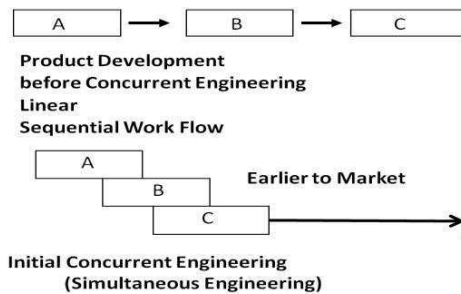 A B C
Product Development
before Concurrent Engineering
Linear
Sequential Work Flow
A
B
C
Earlier to Market
Initial Concurrent Engineering
(Simultaneous Engineering)